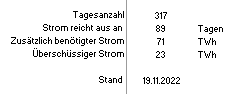 Tagesanzahl 317
Strom reicht aus an 89 Tagen
Zusätzlich benötigter Strom 71 TWh
Überschüssiger Strom 23 TWh
Stand 19.11.2022